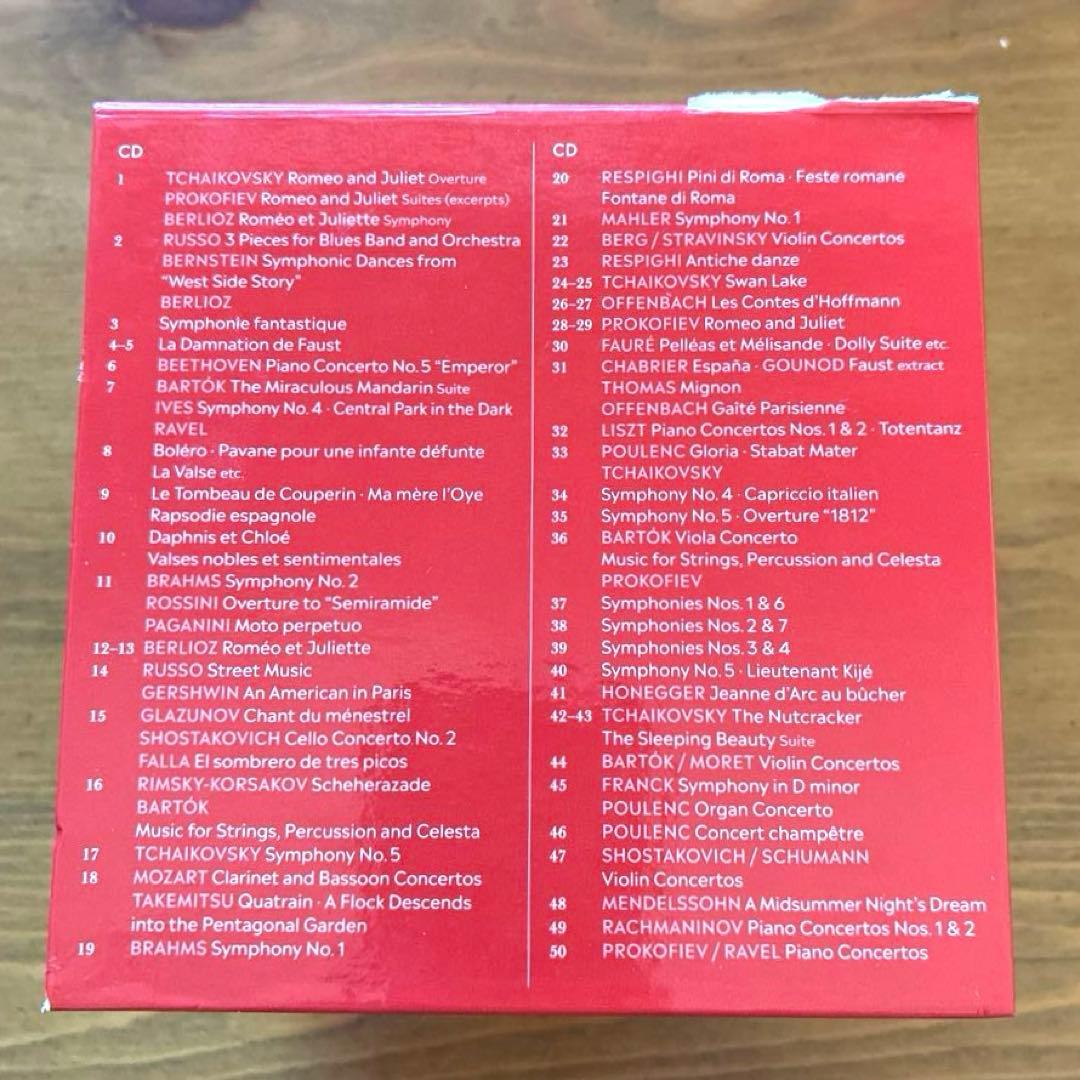 CD
1 TCHAIKOVSKY Romeo and Juliet Overture
PROKOFIEV Romeo and Juliet Suites (excerpts)
BERLIOZ Roméo et Juliette Symphony
2 RUSSO 3 Pieces for Blues Band and Orchestra
BERNSTEIN Symphonic Dances from
"West Side Story"
BERLIOZ
3 Symphonie fantastique
4–5 La Damnation de Faust
6 BEETHOVEN Piano Concerto No. 5 "Emperor"
7 BARTÓK The Miraculous Mandarin Suite
IVES Symphony No. 4 · Central Park in the Dark
RAVEL
8 Boléro · Pavane pour une infante défunte
La Valse etc.
9 Le Tombeau de Couperin · Ma mère l'Oye
Rapsodie espagnole
10 Daphnis et Chloé
Valses nobles et sentimentales
11 BRAHMS Symphony No. 2
ROSSINI Overture to "Semiramide"
PAGANINI Moto perpetuo
12–13 BERLIOZ Roméo et Juliette
14 RUSSO Street Music
GERSHWIN An American in Paris
15 GLAZUNOV Chant du ménestrel
SHOSTAKOVICH Cello Concerto No. 2
FALLA El sombrero de tres picos
16 RIMSKY-KORSAKOV Scheherazade
BARTÓK
Music for Strings, Percussion and Celesta
17 TCHAIKOVSKY Symphony No. 5
18 MOZART Clarinet and Bassoon Concertos
TAKEMITSU Quatrain · A Flock Descends
into the Pentagonal Garden
19 BRAHMS Symphony No. 1
CD
20 RESPIGHI Pini di Roma · Feste romane
Fontane di Roma
21 MAHLER Symphony No. 1
22 BERG / STRAVINSKY Violin Concertos
23 RESPIGHI Antiche danze
24–25 TCHAIKOVSKY Swan Lake
26–27 OFFENBACH Les Contes d'Hoffmann
28–29 PROKOFIEV Romeo and Juliet
30 FAURÉ Pelléas et Mélisande · Dolly Suite etc.
31 CHABRIER España · GOUNOD Faust extract
THOMAS Mignon
OFFENBACH Gaîté Parisienne
32 LISZT Piano Concertos Nos. 1 & 2 · Totentanz
33 POULENC Gloria · Stabat Mater
TCHAIKOVSKY
34 Symphony No. 4 · Capriccio italien
35 Symphony No. 5 · Overture "1812"
36 BARTÓK Viola Concerto
Music for Strings, Percussion and Celesta
PROKOFIEV
37 Symphonies Nos. 1 & 6
38 Symphonies Nos. 2 & 7
39 Symphonies Nos. 3 & 4
40 Symphony No. 5 · Lieutenant Kijé
41 HONEGGER Jeanne d'Arc au bûcher
42–43 TCHAIKOVSKY The Nutcracker
The Sleeping Beauty Suite
44 BARTÓK / MORET Violin Concertos
45 FRANCK Symphony in D minor
POULENC Organ Concerto
46 POULENC Concert champêtre
47 SHOSTAKOVICH / SCHUMANN
Violin Concertos
48 MENDELSSOHN A Midsummer Night's Dream
49 RACHMANINOV Piano Concertos Nos. 1 & 2
50 PROKOFIEV / RAVEL Piano Concertos